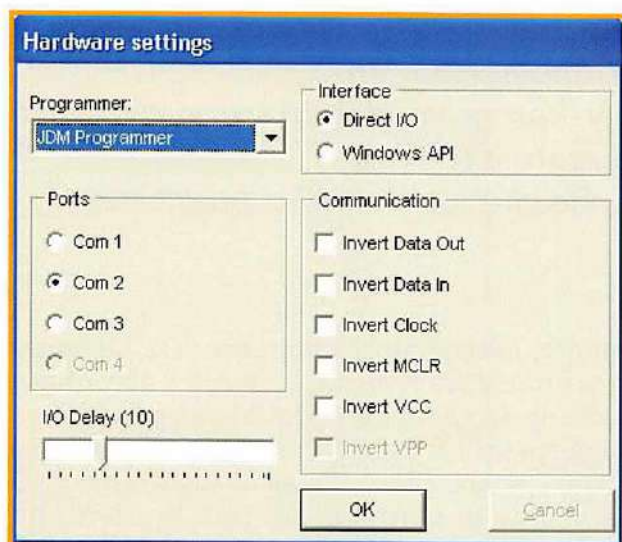 Hardware settings
Programmer:
JDM Programmer
Interface
Direct I/O
Windows API
Ports
Com 1
Com 2
Com 3
Com 4
I/O Delay (10)
Communication
Invert Data Out
Invert Data In
Invert Clock
Invert MCLR
Invert VCC
Invert VPP
OK
Cancel